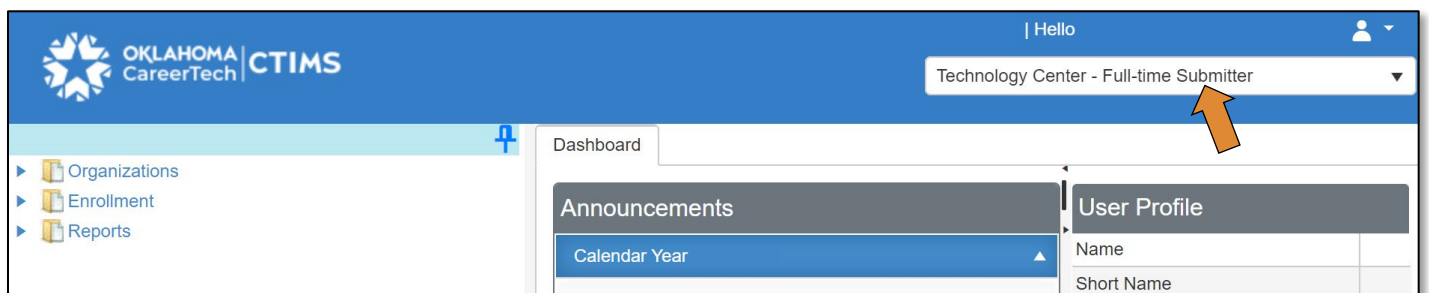 | Hello
OKLAHOMA
CareerTech
CTIMS
Technology Center - Full-time Submitter
Organizations
Enrollment
Reports
Dashboard
Announcements
Calendar Year
User Profile
Name
Short Name